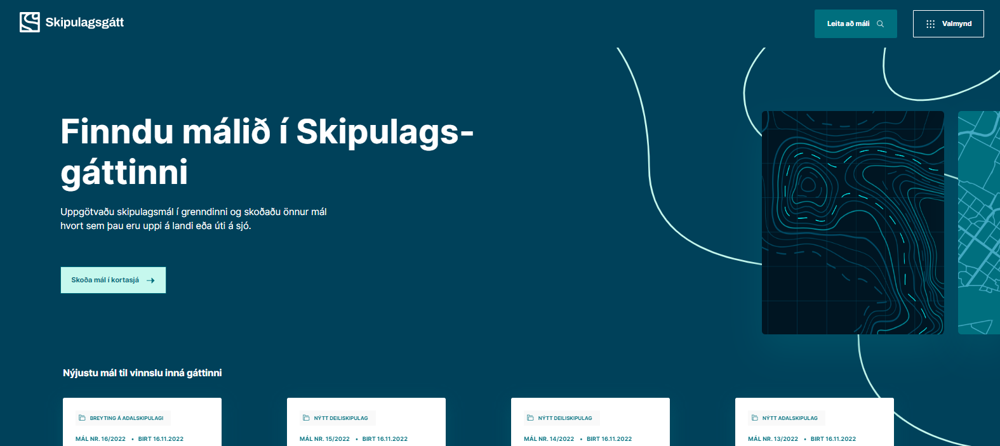 Skipulagsgátt
Leita að máli
Valmynd
Finndu málið í Skipulags-
gáttinni
Uppgötvaðu skipulagsmál í grenndinni og skoðaðu önnur mál
hvort sem þau eru uppi á landi eða úti á sjó.
Skoða mál í kortasjá
Nýjustu mál til vinnslu inná gáttinni
BREYTING Á AÐALSKIPULAGI
MÁL NR. 16/2022 • BIRT 16.11.2022
NÝTT DEILISKIPULAG
MÁL NR. 15/2022 • BIRT 16.11.2022
NÝTT DEILISKIPULAG
MÁL NR. 14/2022 • BIRT 16.11.2022
NÝTT AÐALSKIPULAG
MÁL NR. 13/2022 • BIRT 16.11.2022